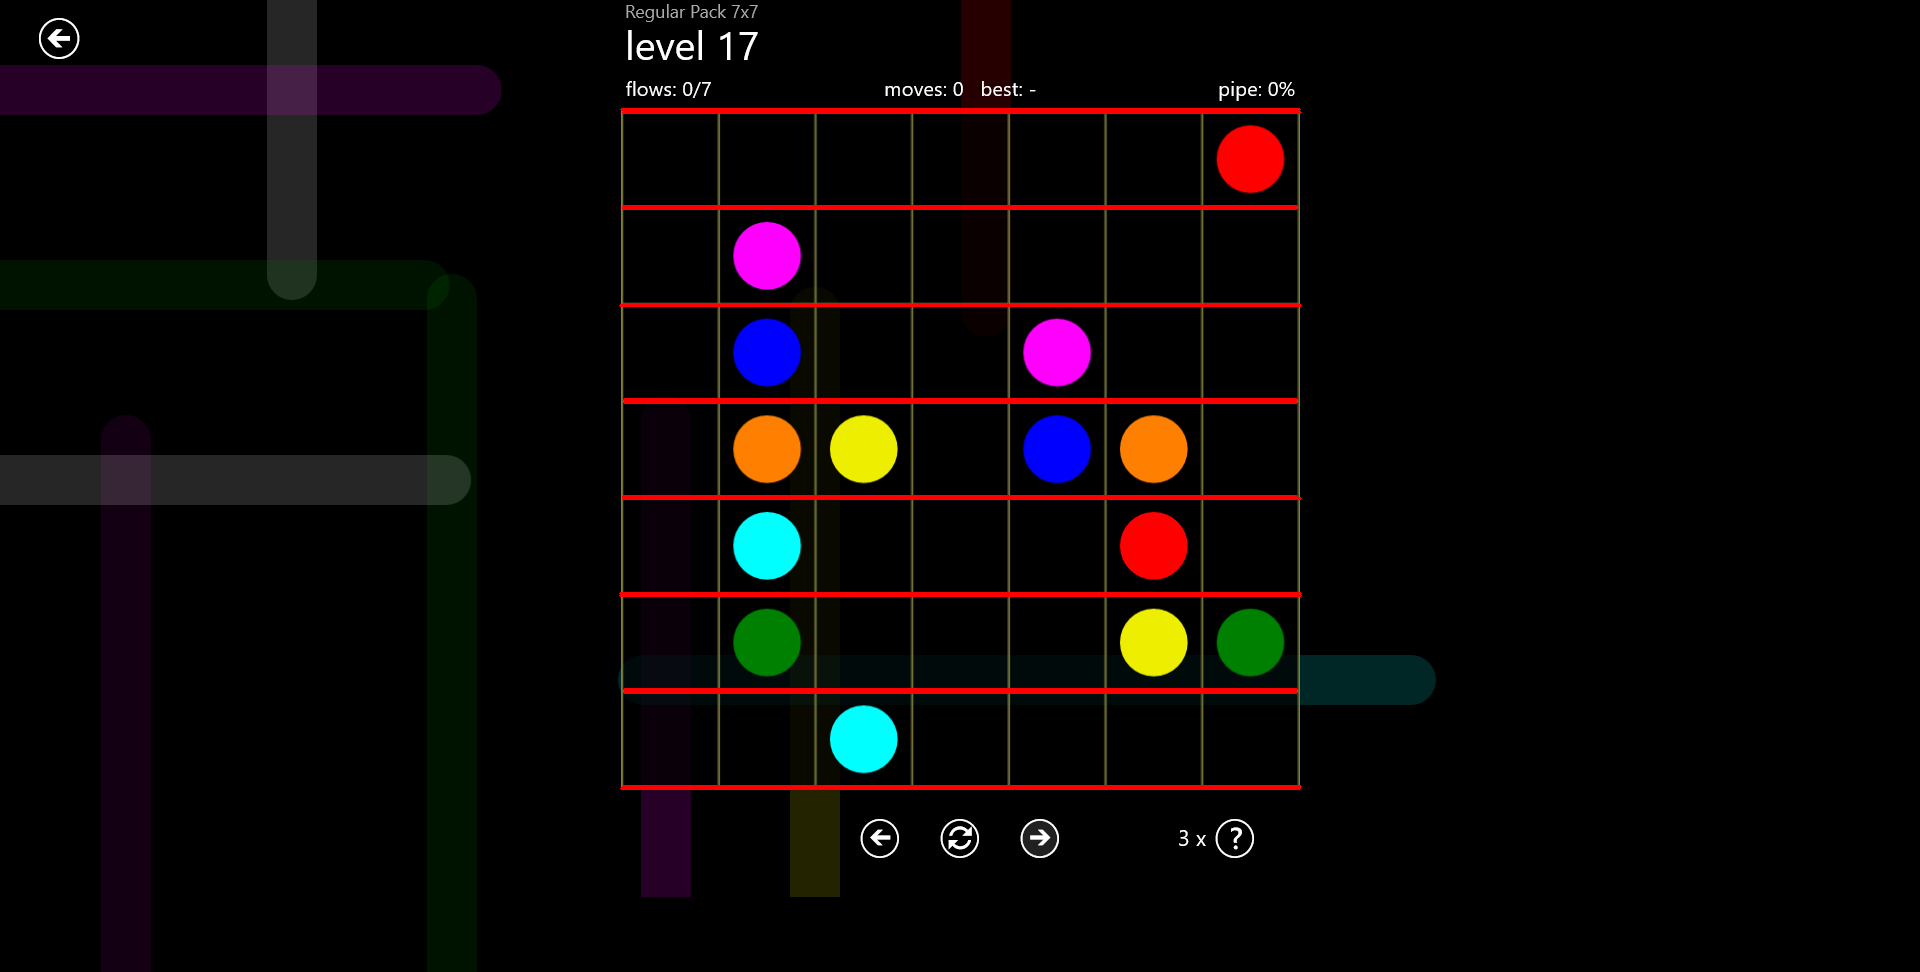 Regular Pack 7x7
level 17
flows: 0/7 moves: 0 best: - pipe: 0%
3 x ?